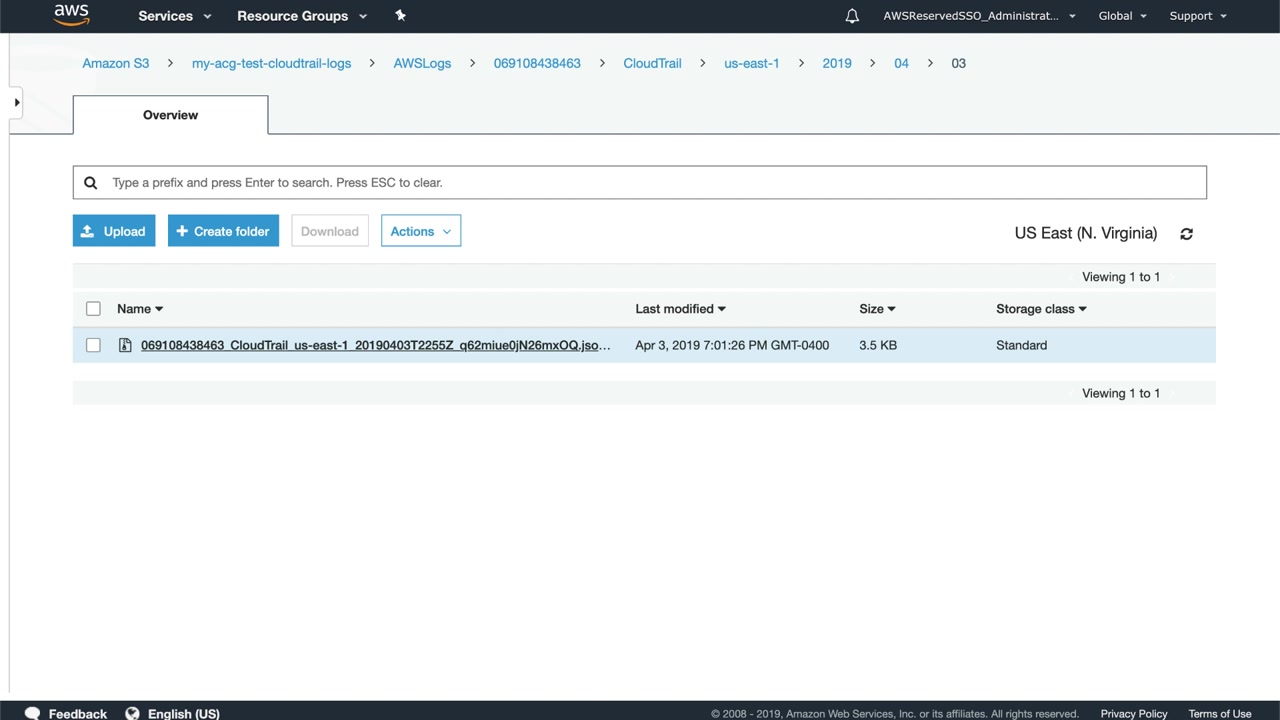 aws Services Resource Groups AWSReservedSSO_Administrat... Global Support
Amazon S3 > my-acg-test-cloudtrail-logs > AWSLogs > 069108438463 > CloudTrail > us-east-1 > 2019 > 04 > 03
Overview
Type a prefix and press Enter to search. Press ESC to clear.
Upload + Create folder Download Actions US East (N. Virginia)
Viewing 1 to 1
Name Last modified Size Storage class
069108438463_CloudTrail_us-east-1_20190403T2255Z_q62miue0jN26mxOQ.jso... Apr 3, 2019 7:01:26 PM GMT-0400 3.5 KB Standard
Viewing 1 to 1
Feedback English (US) © 2008 - 2019, Amazon Web Services, Inc. or its affiliates. All rights reserved. Privacy Policy Terms of Use